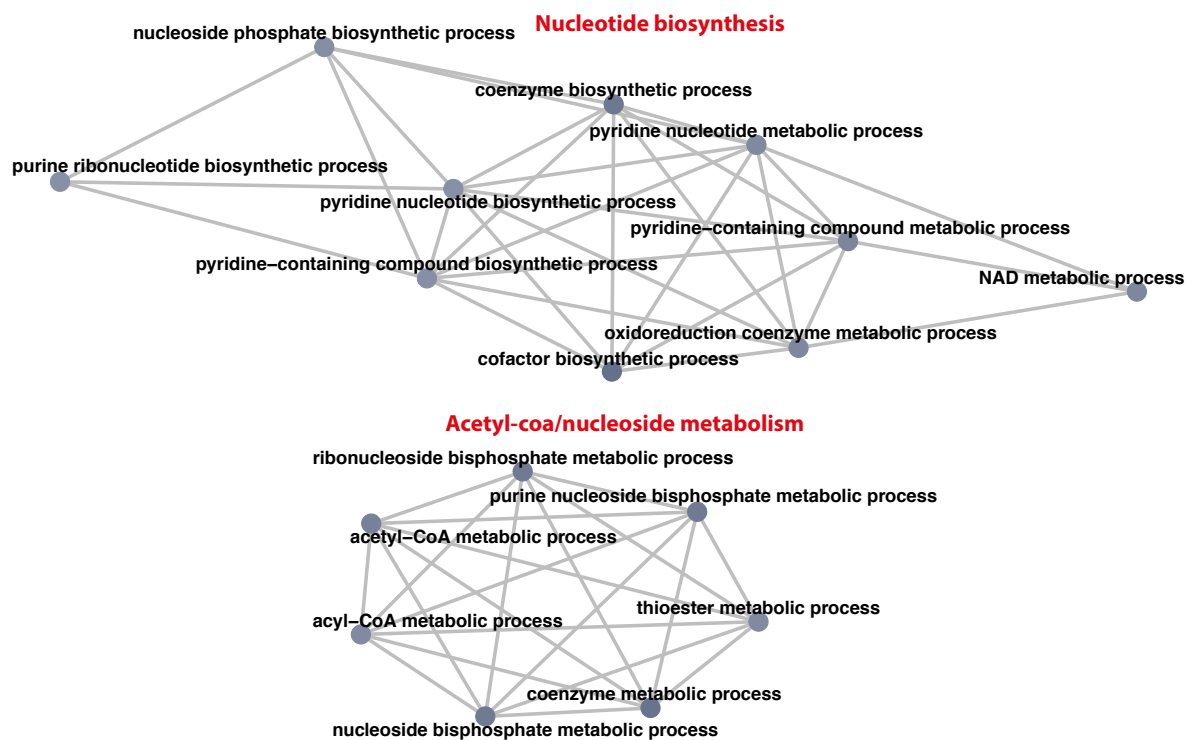 Nucleotide biosynthesis
nucleoside phosphate biosynthetic process
coenzyme biosynthetic process
pyridine nucleotide metabolic process
purine ribonucleotide biosynthetic process
pyridine nucleotide biosynthetic process
pyridine−containing compound metabolic process
pyridine−containing compound biosynthetic process
NAD metabolic process
oxidoreduction coenzyme metabolic process
cofactor biosynthetic process
Acetyl-coa/nucleoside metabolism
ribonucleoside bisphosphate metabolic process
purine nucleoside bisphosphate metabolic process
acetyl−CoA metabolic process
thioester metabolic process
acyl−CoA metabolic process
coenzyme metabolic process
nucleoside bisphosphate metabolic process